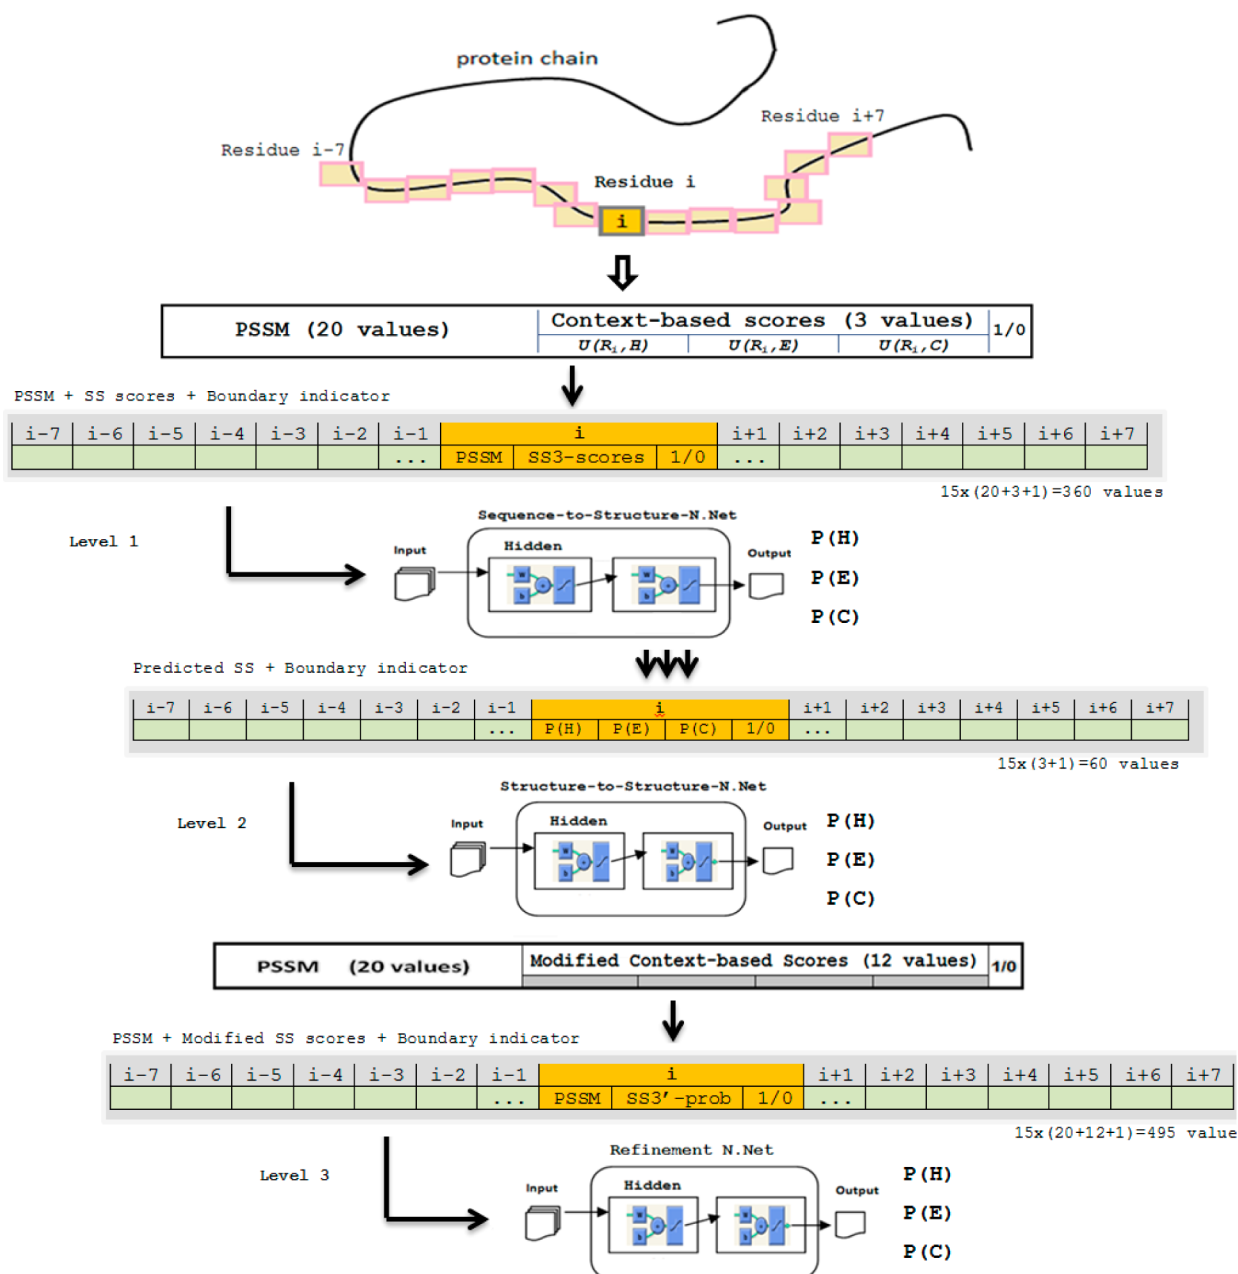 protein chain
Residue i+7
Residue i-7
Residue i
i
PSSM (20 values)
Context-based scores (3 values)
U(Ri,H) U(Ri,E) U(Ri,C)
1/0
PSSM + SS scores + Boundary indicator
i-7 i-6 i-5 i-4 i-3 i-2 i-1 i i+1 i+2 i+3 i+4 i+5 i+6 i+7
... PSSM SS3-scores 1/0 ...
15x(20+3+1)=360 values
Sequence-to-Structure-N.Net
Level 1
Input
Hidden
W
b
W
b
Output
P(H)
P(E)
P(C)
Predicted SS + Boundary indicator
i-7 i-6 i-5 i-4 i-3 i-2 i-1 i i+1 i+2 i+3 i+4 i+5 i+6 i+7
... P(H) P(E) P(C) 1/0 ...
15x(3+1)=60 values
Structure-to-Structure-N.Net
Level 2
Input
Hidden
W
b
W
b
Output
P(H)
P(E)
P(C)
PSSM (20 values)
Modified Context-based Scores (12 values)
1/0
PSSM + Modified SS scores + Boundary indicator
i-7 i-6 i-5 i-4 i-3 i-2 i-1 i i+1 i+2 i+3 i+4 i+5 i+6 i+7
... PSSM SS3′-prob 1/0 ...
15x(20+12+1)=495 value
Refinement N.Net
Level 3
Input
Hidden
W
b
W
b
Output
P(H)
P(E)
P(C)